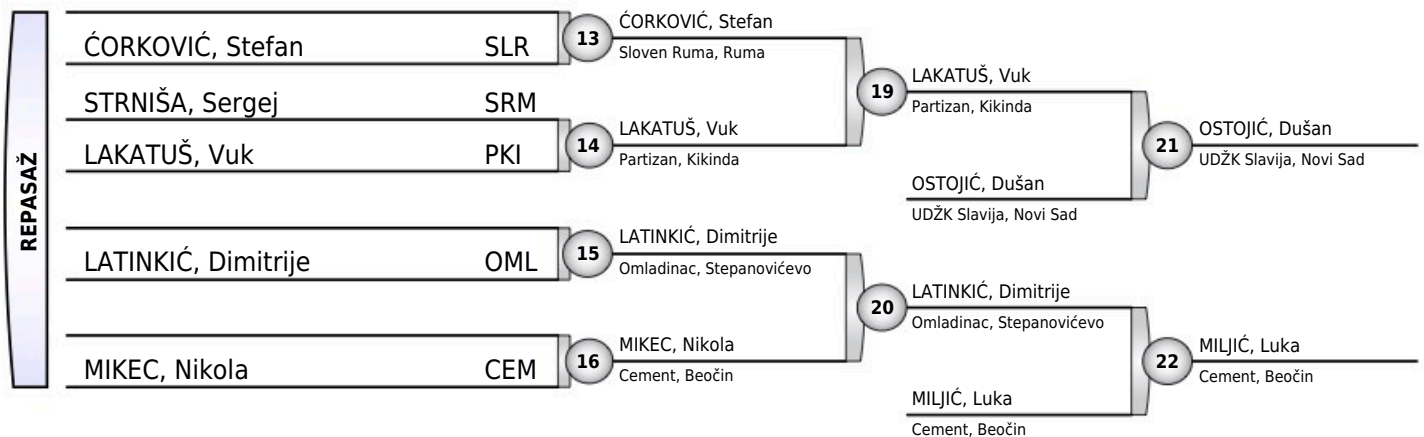 REPASAŽ
ĆORKOVIĆ, Stefan SLR
STRNIŠA, Sergej SRM
LAKATUŠ, Vuk PKI
LATINKIĆ, Dimitrije OML
MIKEC, Nikola CEM
13
ĆORKOVIĆ, Stefan
Sloven Ruma, Ruma
14
LAKATUŠ, Vuk
Partizan, Kikinda
15
LATINKIĆ, Dimitrije
Omladinac, Stepanovićevo
16
MIKEC, Nikola
Cement, Beočin
19
LAKATUŠ, Vuk
Partizan, Kikinda
OSTOJIĆ, Dušan
UDŽK Slavija, Novi Sad
20
LATINKIĆ, Dimitrije
Omladinac, Stepanovićevo
MILJIĆ, Luka
Cement, Beočin
21
OSTOJIĆ, Dušan
UDŽK Slavija, Novi Sad
22
MILJIĆ, Luka
Cement, Beočin